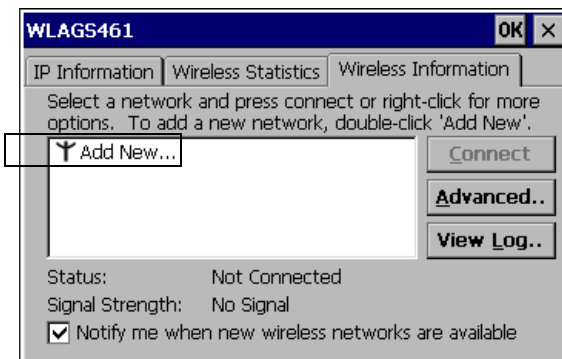 WLAGS461 OK ×
IP Information Wireless Statistics Wireless Information
Select a network and press connect or right-click for more
options. To add a new network, double-click 'Add New'.
Add New...
Connect
Advanced..
View Log..
Status: Not Connected
Signal Strength: No Signal
Notify me when new wireless networks are available